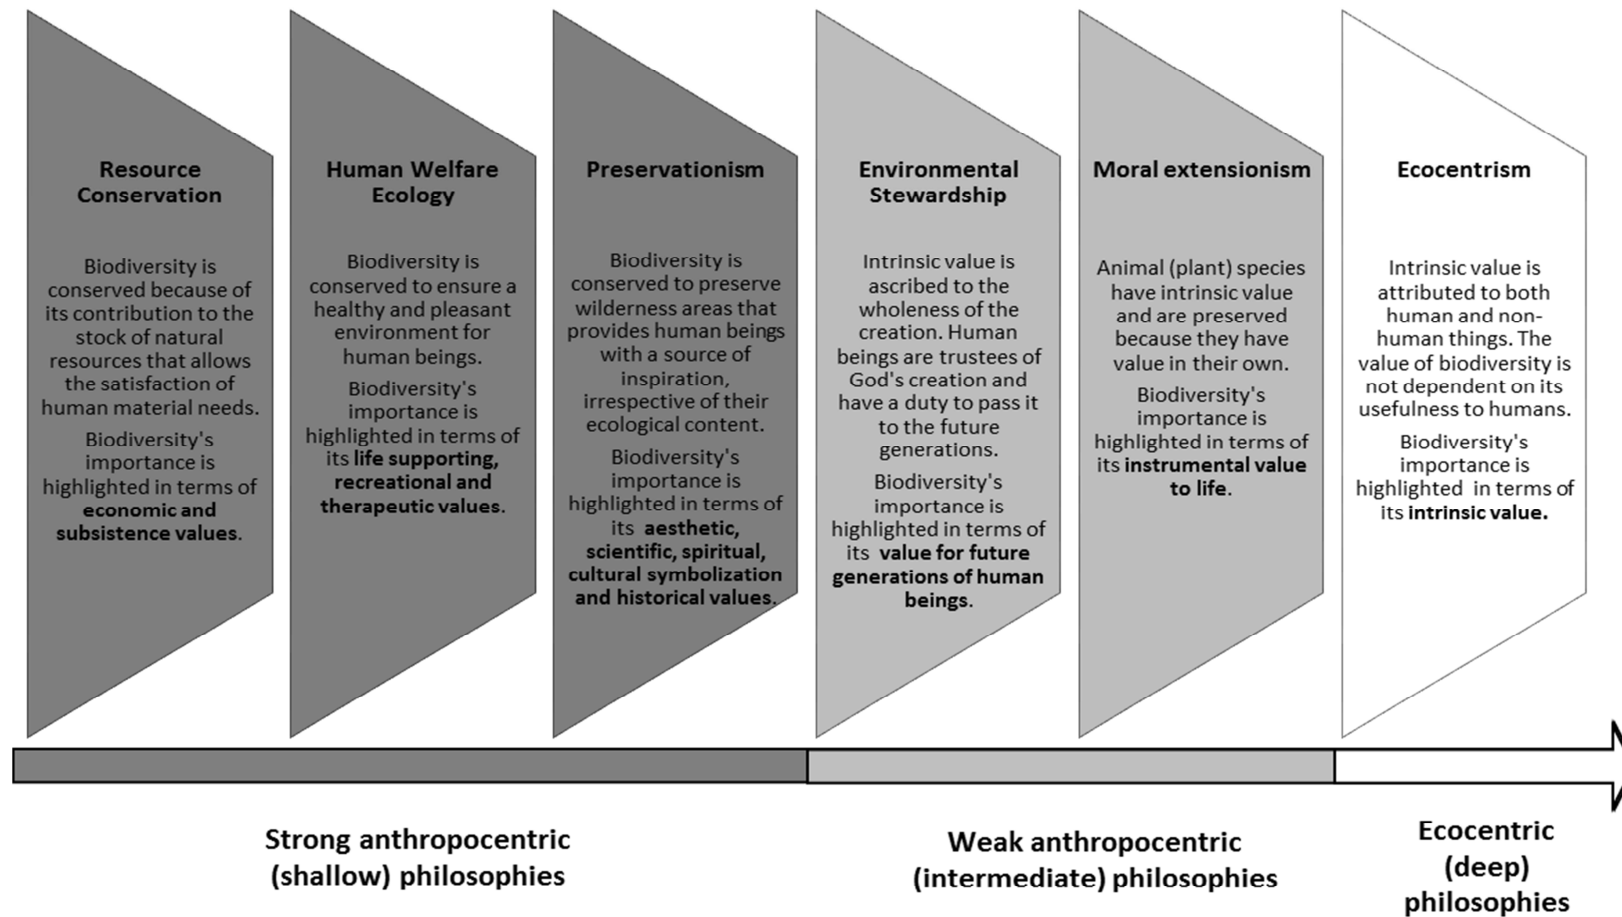 Resource
Conservation
Biodiversity is
conserved because of
its contribution to the
stock of natural
resources that allows
the satisfaction of
human material needs.
Biodiversity's
importance is
highlighted in terms of
economic and
subsistence values.
Human Welfare
Ecology
Biodiversity is
conserved to ensure a
healthy and pleasant
environment for
human beings.
Biodiversity's
importance is
highlighted in terms of
its life supporting,
recreational and
therapeutic values.
Preservationism
Biodiversity is
conserved to preserve
wilderness areas that
provides human beings
with a source of
inspiration,
irrespective of their
ecological content.
Biodiversity's
importance is
highlighted in terms of
its aesthetic,
scientific, spiritual,
cultural symbolization
and historical values.
Environmental
Stewardship
Intrinsic value is
ascribed to the
wholeness of the
creation. Human
beings are trustees of
God's creation and
have a duty to pass it
to the future
generations.
Biodiversity's
importance is
highlighted in terms of
its value for future
generations of human
beings.
Moral extensionism
Animal (plant) species
have intrinsic value
and are preserved
because they have
value in their own.
Biodiversity's
importance is
highlighted in terms of
its instrumental value
to life.
Ecocentrism
Intrinsic value is
attributed to both
human and non-
human things. The
value of biodiversity is
not dependent on its
usefulness to humans.
Biodiversity's
importance is
highlighted in terms of
its intrinsic value.
Strong anthropocentric
(shallow) philosophies
Weak anthropocentric
(intermediate) philosophies
Ecocentric
(deep)
philosophies